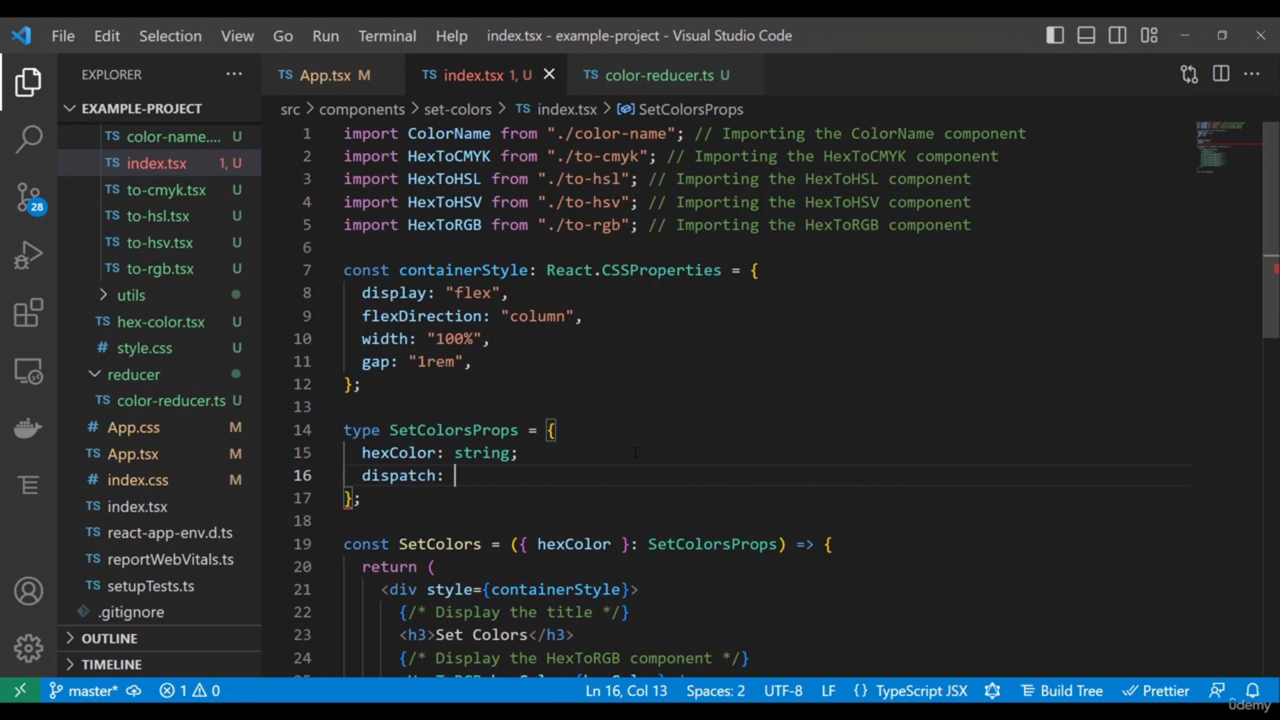 File Edit Selection View Go Run Terminal Help index.tsx - example-project - Visual Studio Code
EXPLORER
EXAMPLE-PROJECT
TS color-name.... U
TS index.tsx 1, U
TS to-cmyk.tsx U
TS to-hsl.tsx U
TS to-hsv.tsx U
TS to-rgb.tsx U
utils
hex-color.tsx U
# style.css U
reducer
TS color-reducer.ts U
# App.css M
TS App.tsx M
# index.css M
TS index.tsx
TS react-app-env.d.ts
TS reportWebVitals.ts
TS setupTests.ts
.gitignore
OUTLINE
TIMELINE
28
TS App.tsx M
TS index.tsx 1, U
TS color-reducer.ts U
src > components > set-colors > TS index.tsx > SetColorsProps
1 import ColorName from "./color-name"; // Importing the ColorName component
2 import HexToCMYK from "./to-cmyk"; // Importing the HexToCMYK component
3 import HexToHSL from "./to-hsl"; // Importing the HexToHSL component
4 import HexToHSV from "./to-hsv"; // Importing the HexToHSV component
5 import HexToRGB from "./to-rgb"; // Importing the HexToRGB component
6
7 const containerStyle: React.CSSProperties = {
8 display: "flex",
9 flexDirection: "column",
10 width: "100%",
11 gap: "1rem",
12 };
13
14 type SetColorsProps = {
15 hexColor: string;
16 dispatch:
17 };
18
19 const SetColors = ({ hexColor }: SetColorsProps) => {
20 return (
21 <div style={containerStyle}>
22 {/* Display the title */}
23 <h3>Set Colors</h3>
24 {/* Display the HexToRGB component */}
master* 1 0 Ln 16, Col 13 Spaces: 2 UTF-8 LF {} TypeScript JSX Build Tree Prettier
ûdemy